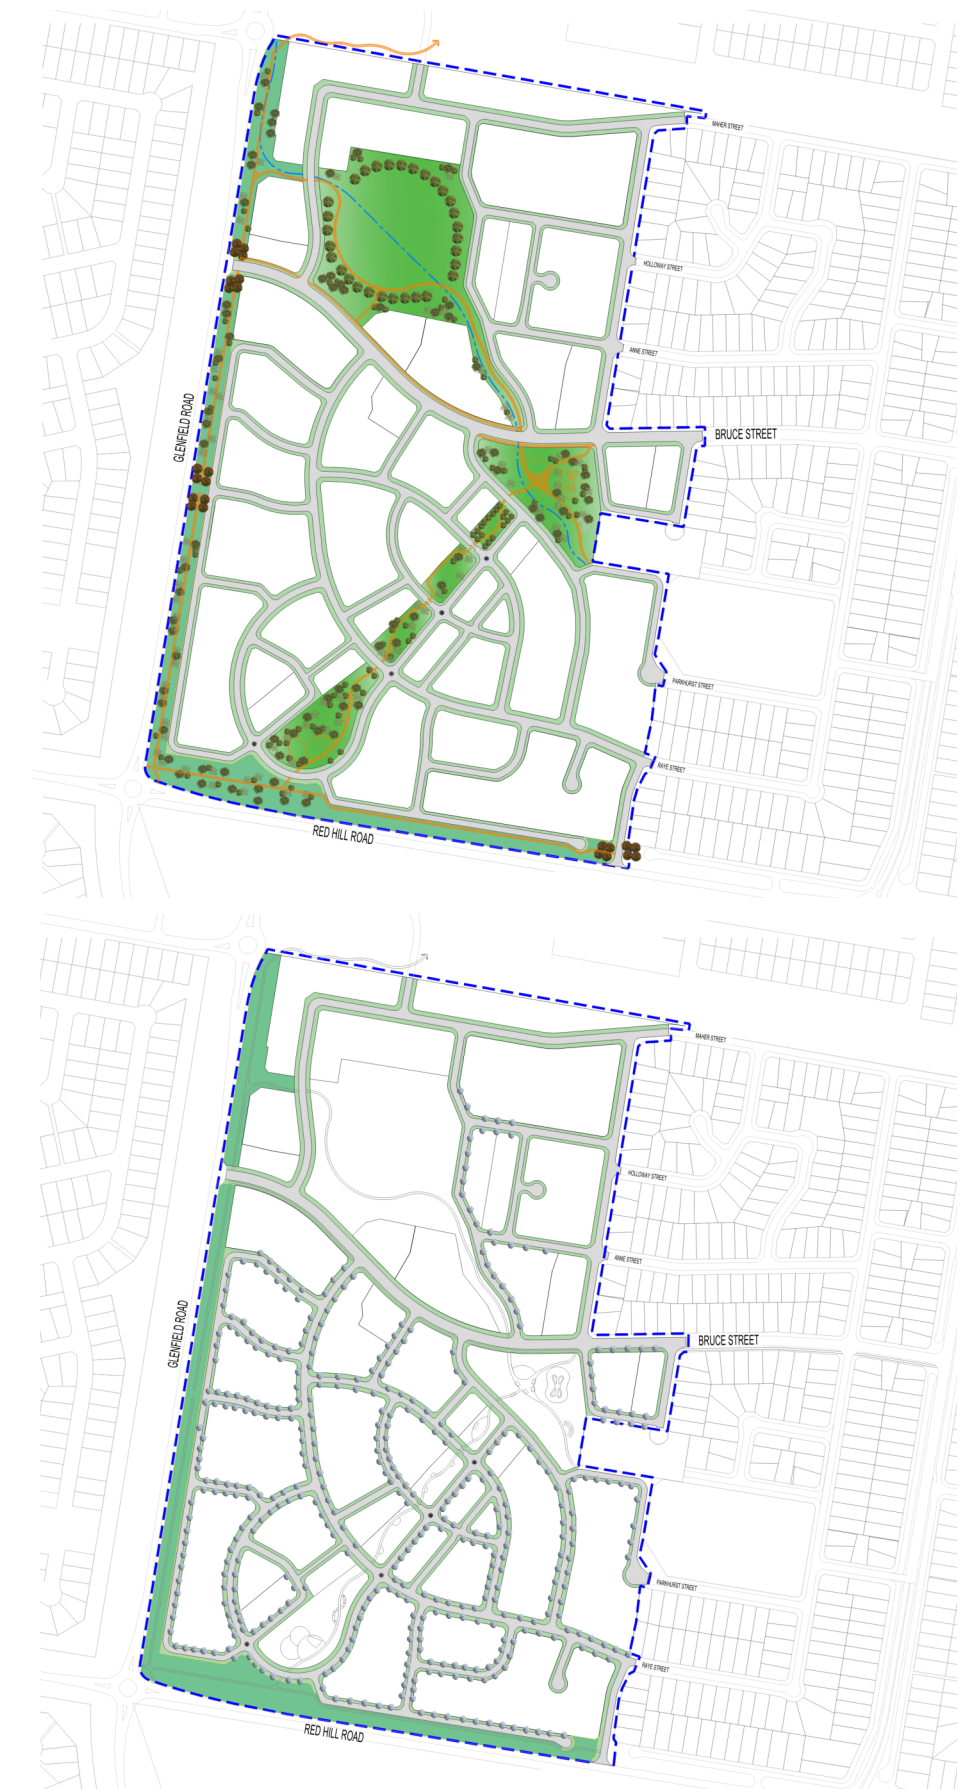 MAHER STREET
HOLLOWAY STREET
ANNE STREET
GLENFIELD ROAD
BRUCE STREET
PARKHURST STREET
RAYE STREET
RED HILL ROAD
MAHER STREET
HOLLOWAY STREET
ANNE STREET
GLENFIELD ROAD
BRUCE STREET
PARKHURST STREET
RAYE STREET
RED HILL ROAD